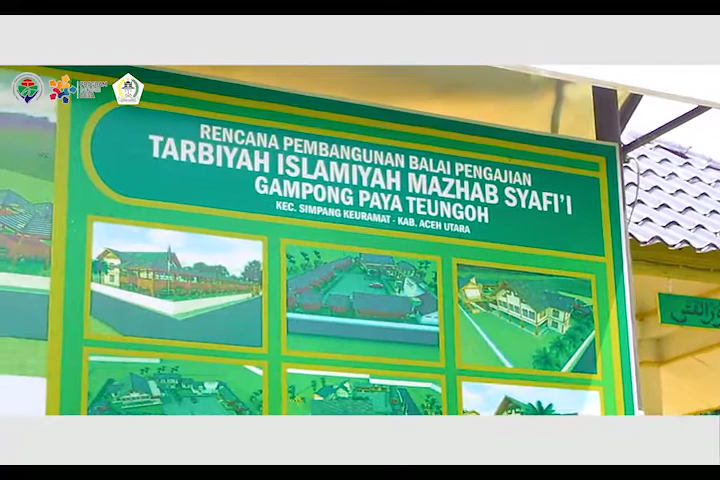 RENCANA PEMBANGUNAN BALAI PENGAJIAN
TARBIYAH ISLAMIYAH MAZHAB SYAFI'I
GAMPONG PAYA TEUNGOH
KEC. SIMPANG KEURAMAT - KAB. ACEH UTARA